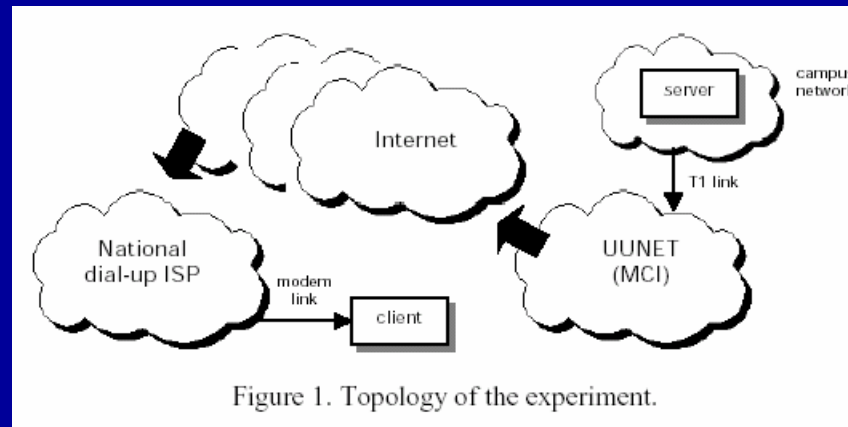 server
campus
network
Internet
T1 link
National
dial-up ISP
UUNET
(MCI)
modem
link
client
Figure 1. Topology of the experiment.